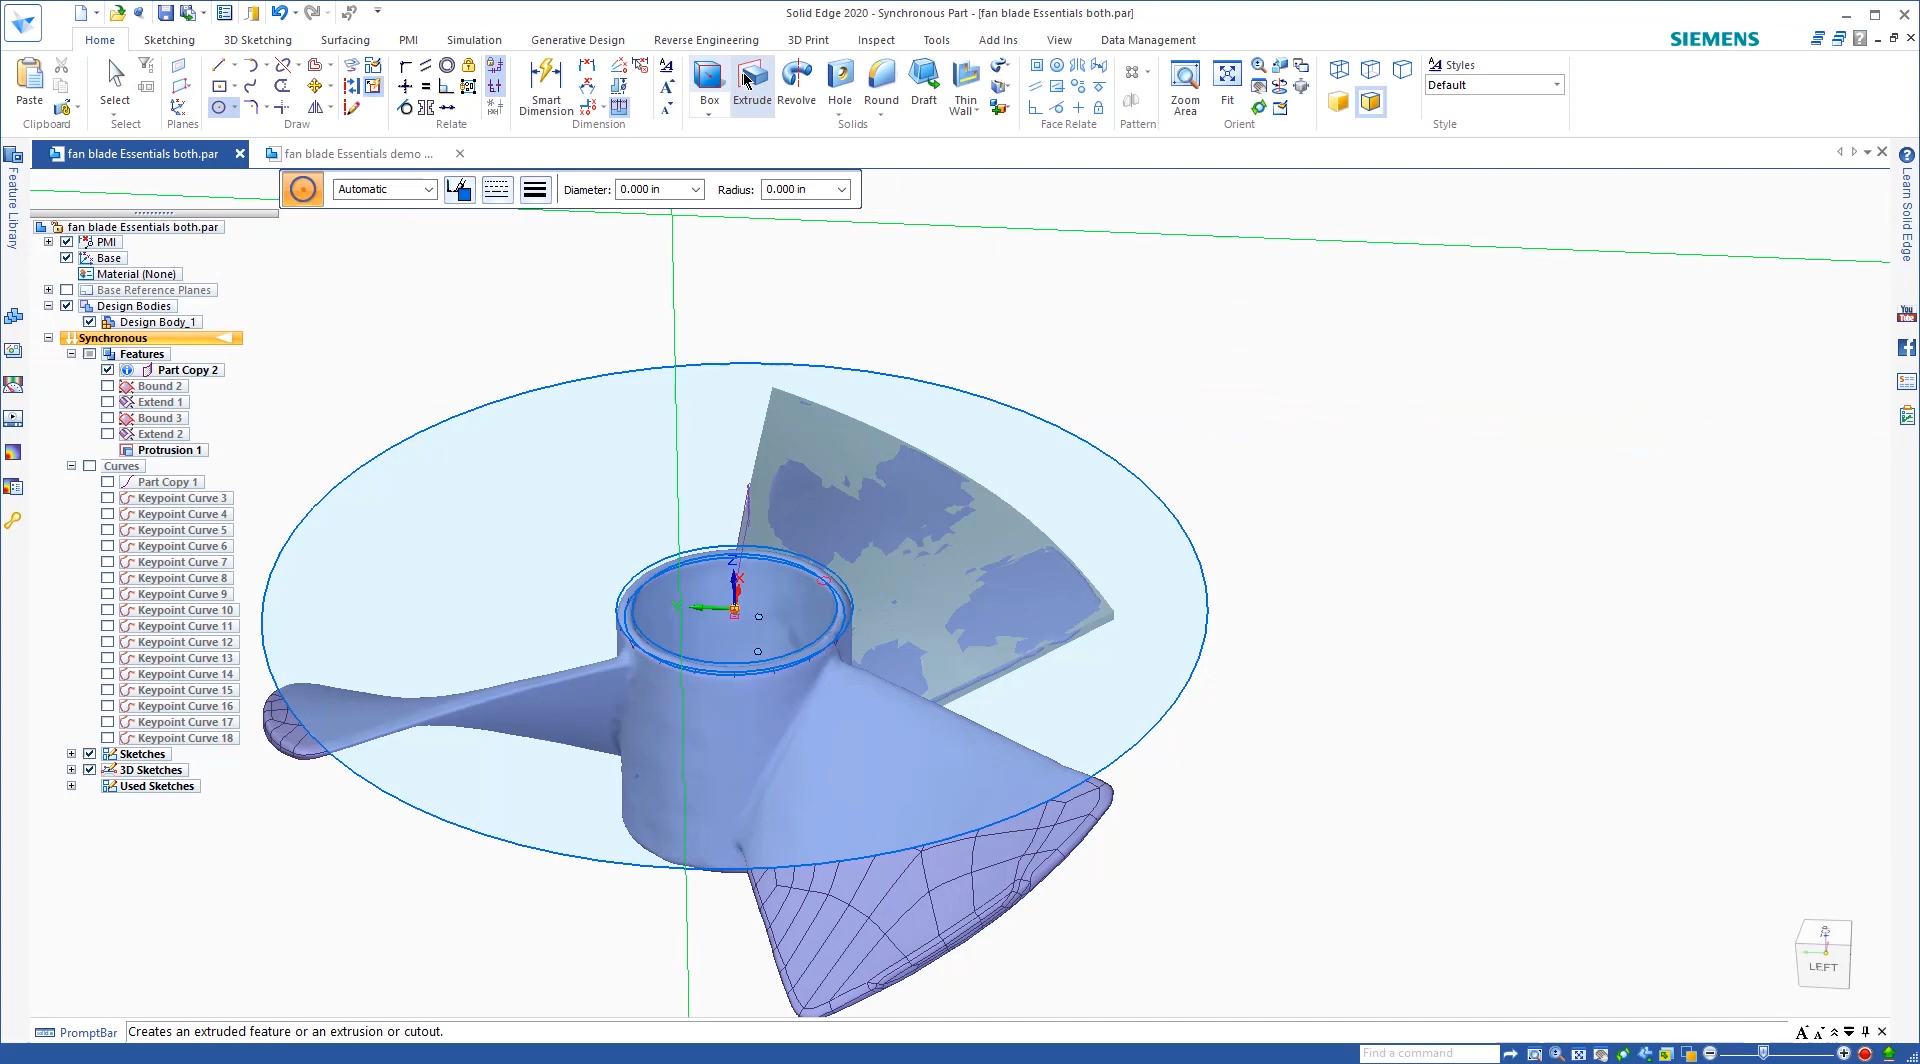 Solid Edge 2020 - Synchronous Part - [fan blade Essentials both.par]
Home Sketching 3D Sketching Surfacing PMI Simulation Generative Design Reverse Engineering 3D Print Inspect Tools Add Ins View Data Management SIEMENS
Paste
Clipboard
Select
Select
Planes
Draw
Relate
Smart Dimension
Dimension
Box Extrude Revolve Hole Round Draft Thin Wall
Solids
Face Relate
Pattern
Zoom Area Fit
Orient
Styles
Default
Style
fan blade Essentials both.par
fan blade Essentials demo ...
Automatic Diameter: 0.000 in Radius: 0.000 in
Feature Library
Learn Solid Edge
You Tube
fan blade Essentials both.par
PMI
Base
Material (None)
Base Reference Planes
Design Bodies
Design Body_1
Synchronous
Features
Part Copy 2
Bound 2
Extend 1
Bound 3
Extend 2
Protrusion 1
Curves
Part Copy 1
Keypoint Curve 3
Keypoint Curve 4
Keypoint Curve 5
Keypoint Curve 6
Keypoint Curve 7
Keypoint Curve 8
Keypoint Curve 9
Keypoint Curve 10
Keypoint Curve 11
Keypoint Curve 12
Keypoint Curve 13
Keypoint Curve 14
Keypoint Curve 15
Keypoint Curve 16
Keypoint Curve 17
Keypoint Curve 18
Sketches
3D Sketches
Used Sketches
Z
X
Y
LEFT
PromptBar Creates an extruded feature or an extrusion or cutout.
Find a command